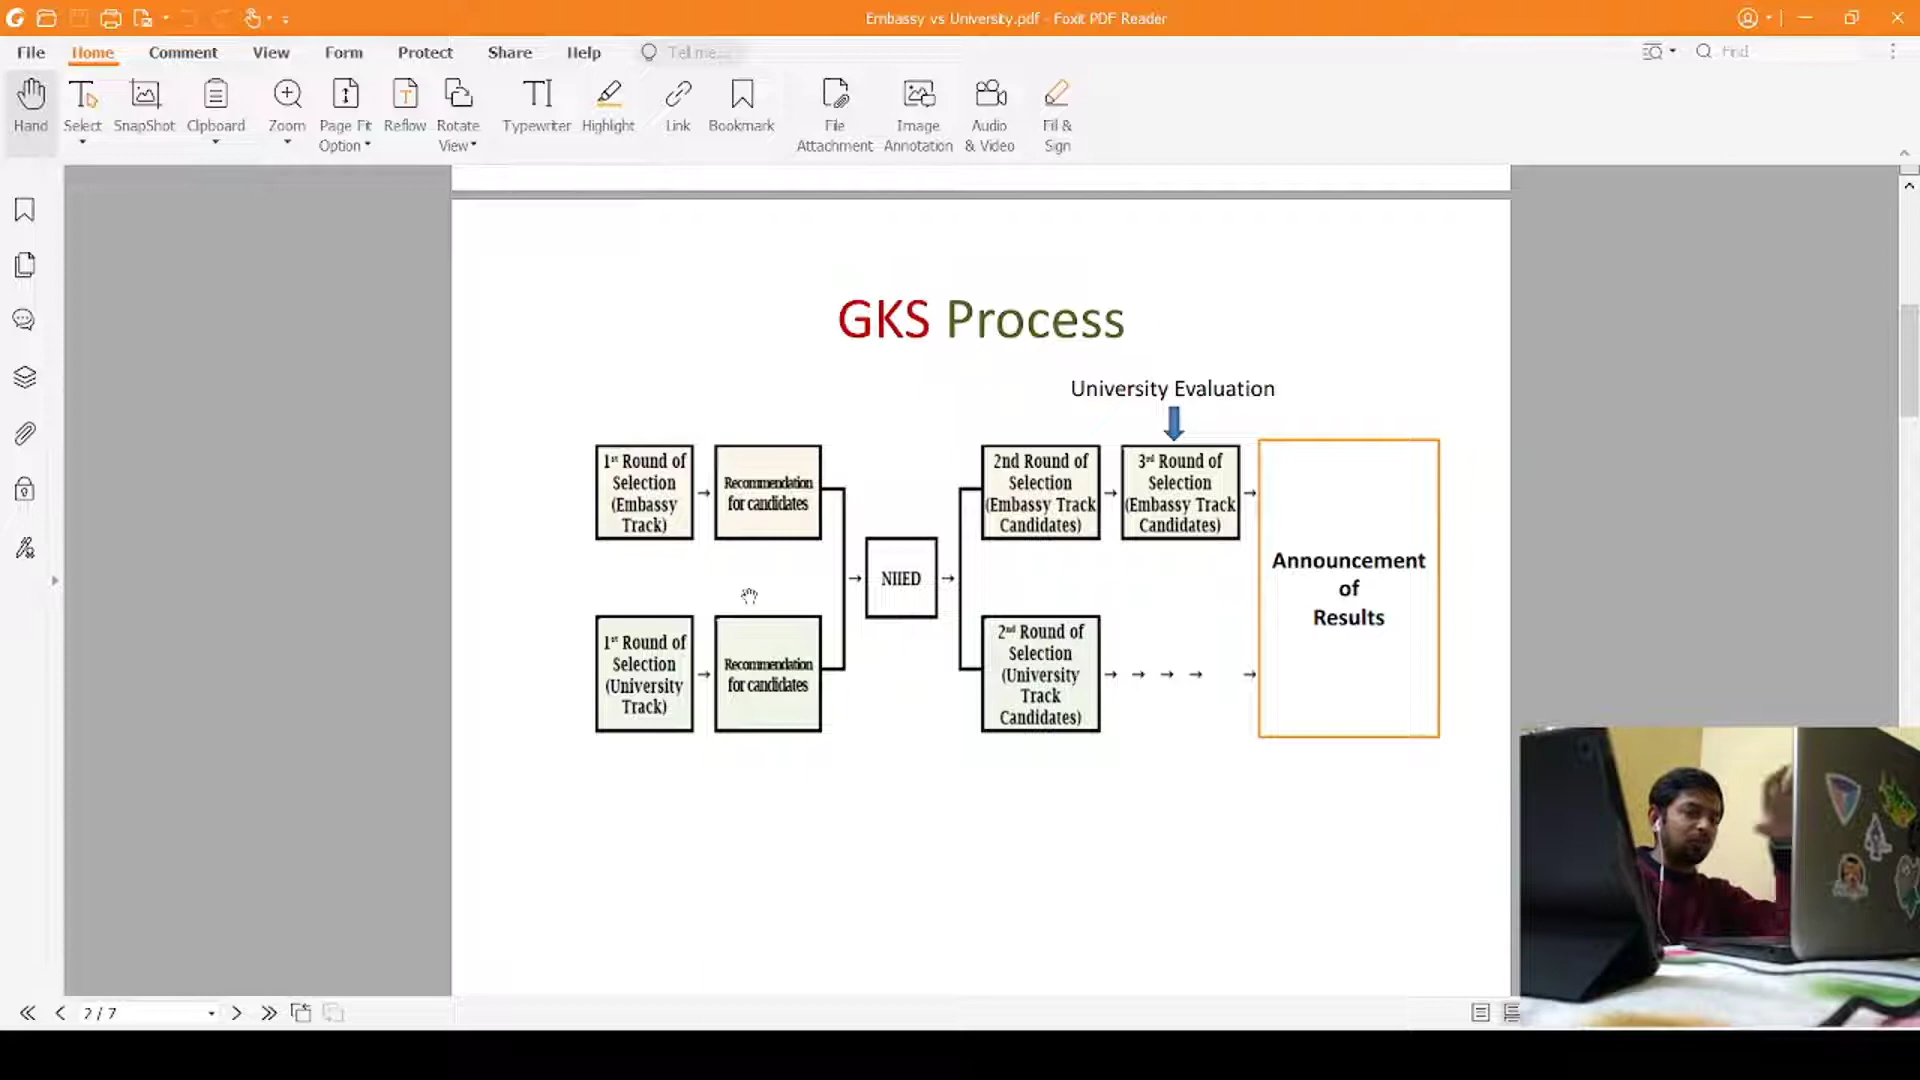 Embassy vs University.pdf - Foxit PDF Reader
File Home Comment View Form Protect Share Help Tell me... Find
Hand Select SnapShot Clipboard Zoom Page Fit Option Reflow Rotate View Typewriter Highlight Link Bookmark File Attachment Image Annotation Audio & Video Fill & Sign
GKS Process
University Evaluation
1st Round of
Selection
(Embassy
Track)
→
Recommendation
for candidates
1st Round of
Selection
(University
Track)
→
Recommendation
for candidates
→
NIIED
→
2nd Round of
Selection
(Embassy Track
Candidates)
→
3rd Round of
Selection
(Embassy Track
Candidates)
→
2nd Round of
Selection
(University
Track
Candidates)
→ → → → →
Announcement
of
Results
2 / 7